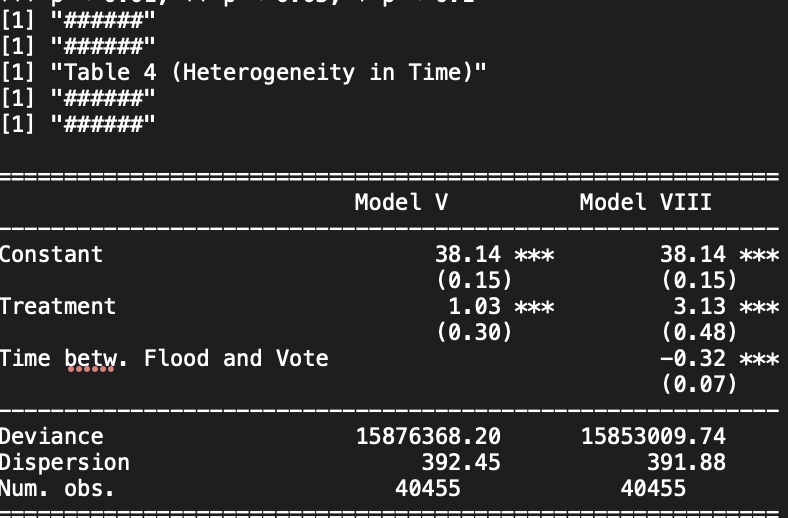 [1] "######"
[1] "######"
[1] "Table 4 (Heterogeneity in Time)"
[1] "######"
[1] "######"
===========================================================
Model V Model VIII
-----------------------------------------------------------
Constant 38.14 *** 38.14 ***
(0.15) (0.15)
Treatment 1.03 *** 3.13 ***
(0.30) (0.48)
Time betw. Flood and Vote -0.32 ***
(0.07)
-----------------------------------------------------------
Deviance 15876368.20 15853009.74
Dispersion 392.45 391.88
Num. obs. 40455 40455
===========================================================